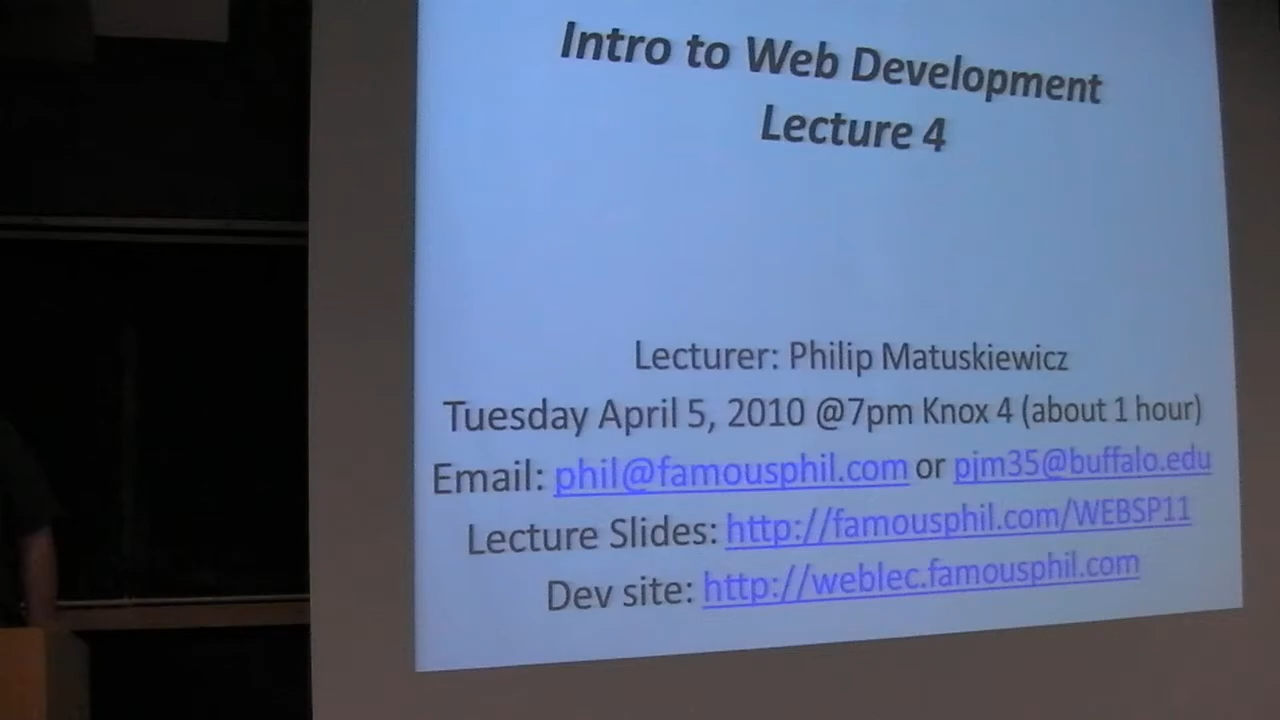 Intro to Web Development
Lecture 4
Lecturer: Philip Matuskiewicz
Tuesday April 5, 2010 @7pm Knox 4 (about 1 hour)
Email: phil@famousphil.com or pjm35@buffalo.edu
Lecture Slides: http://famousphil.com/WEBSP11
Dev site: http://weblec.famousphil.com